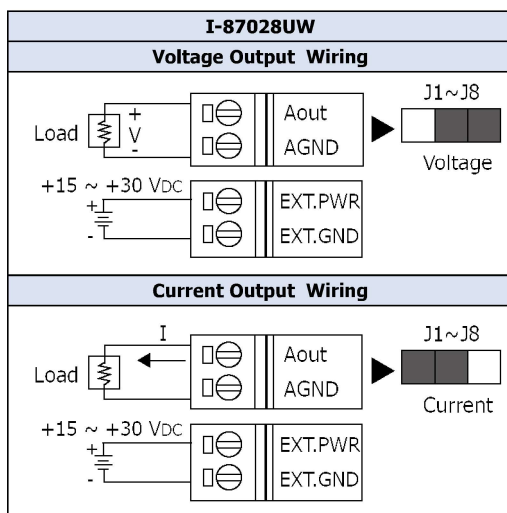 I-87028UW
Voltage Output Wiring
J1~J8
Load
+
V
-
Aout
AGND
Voltage
+15 ~ +30 VDC
+
-
EXT.PWR
EXT.GND
Current Output Wiring
J1~J8
I
Load
Aout
AGND
Current
+15 ~ +30 VDC
+
-
EXT.PWR
EXT.GND